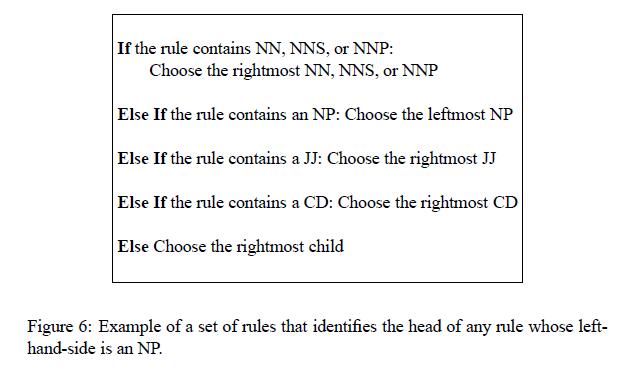 If the rule contains NN, NNS, or NNP:
Choose the rightmost NN, NNS, or NNP
Else If the rule contains an NP: Choose the leftmost NP
Else If the rule contains a JJ: Choose the rightmost JJ
Else If the rule contains a CD: Choose the rightmost CD
Else Choose the rightmost child
Figure 6: Example of a set of rules that identifies the head of any rule whose left-
hand-side is an NP.